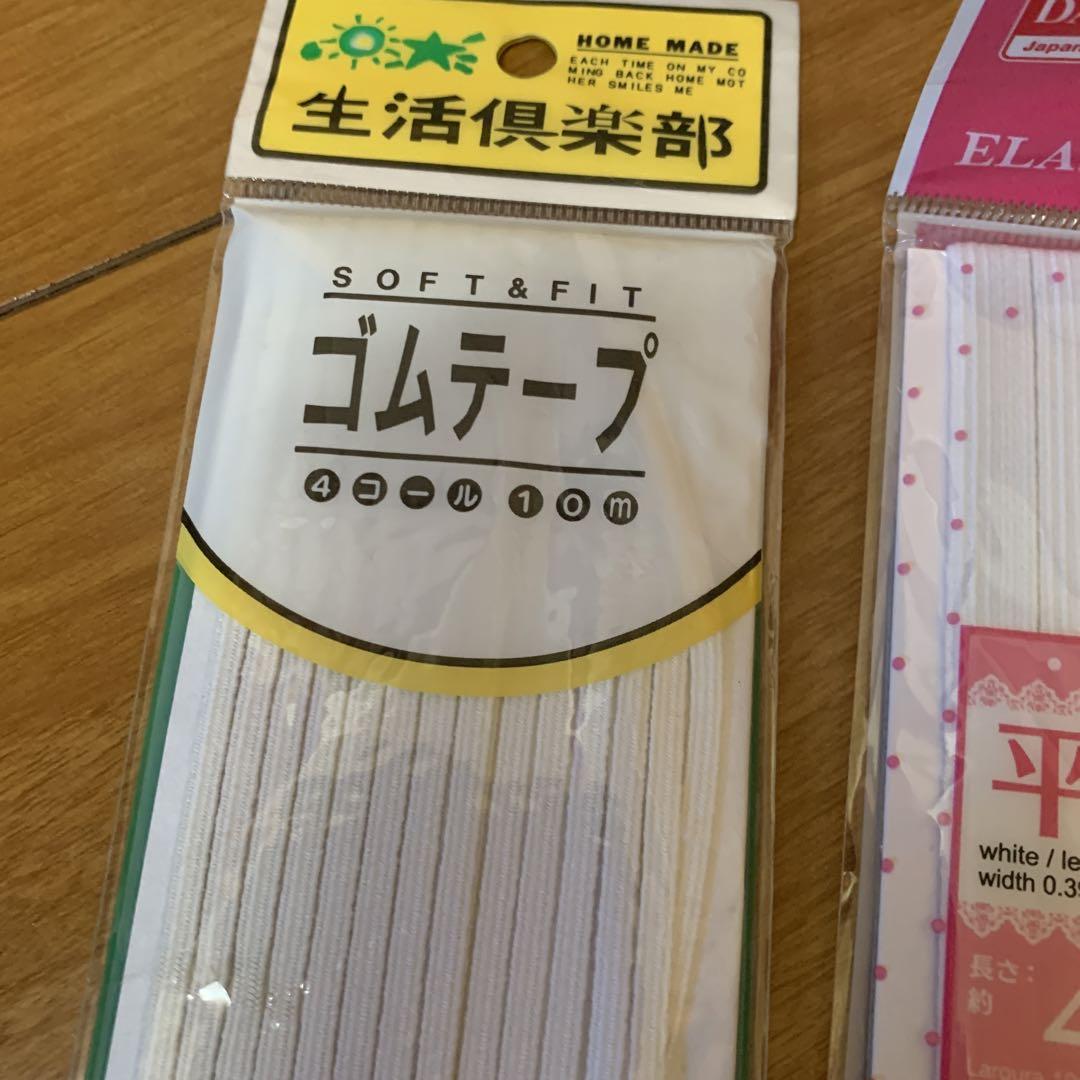 HOME MADE
EACH TIME ON MY CO
MING BACK HOME MOT
HER SMILES ME
生活倶楽部
SOFT & FIT
ゴムテープ
4コール 10m
Japan
ELA
平
white / le
width 0.39
長さ:
約